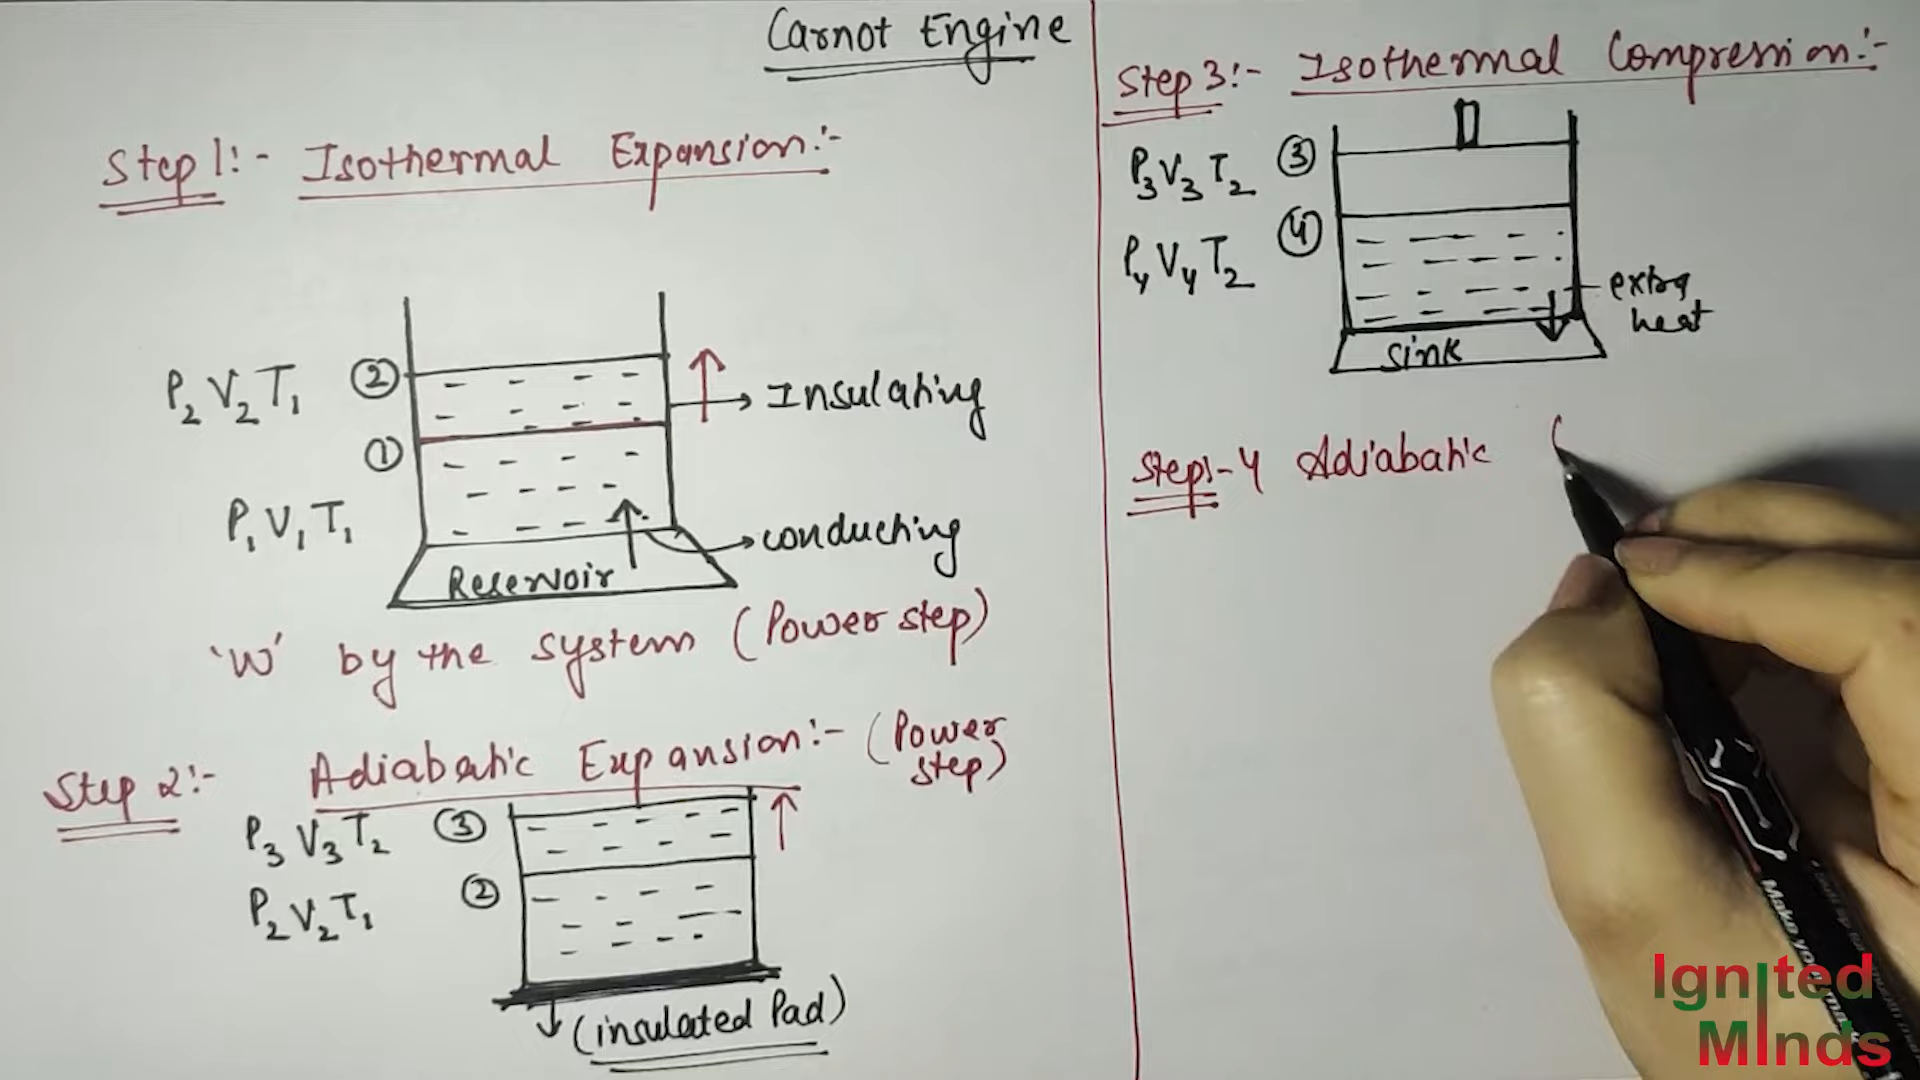 Carnot Engine
Step 1:- Isothermal Expansion:-
P₂ V₂ T₁ ②
→ Insulating
①
P₁ V₁ T₁
→ conducting
Reservoir
'W' by the system (Power step)
Step 2:- Adiabatic Expansion:- (Power step)
P₃ V₃ T₂ ③
P₂ V₂ T₁ ②
(insulated Pad)
Step 3:- Isothermal Compression:-
P₃ V₃ T₂ ③
P₄ V₄ T₂ ④
extra
heat
Sink
Step:-4 Adiabatic
Make yo
Ignited
Minds